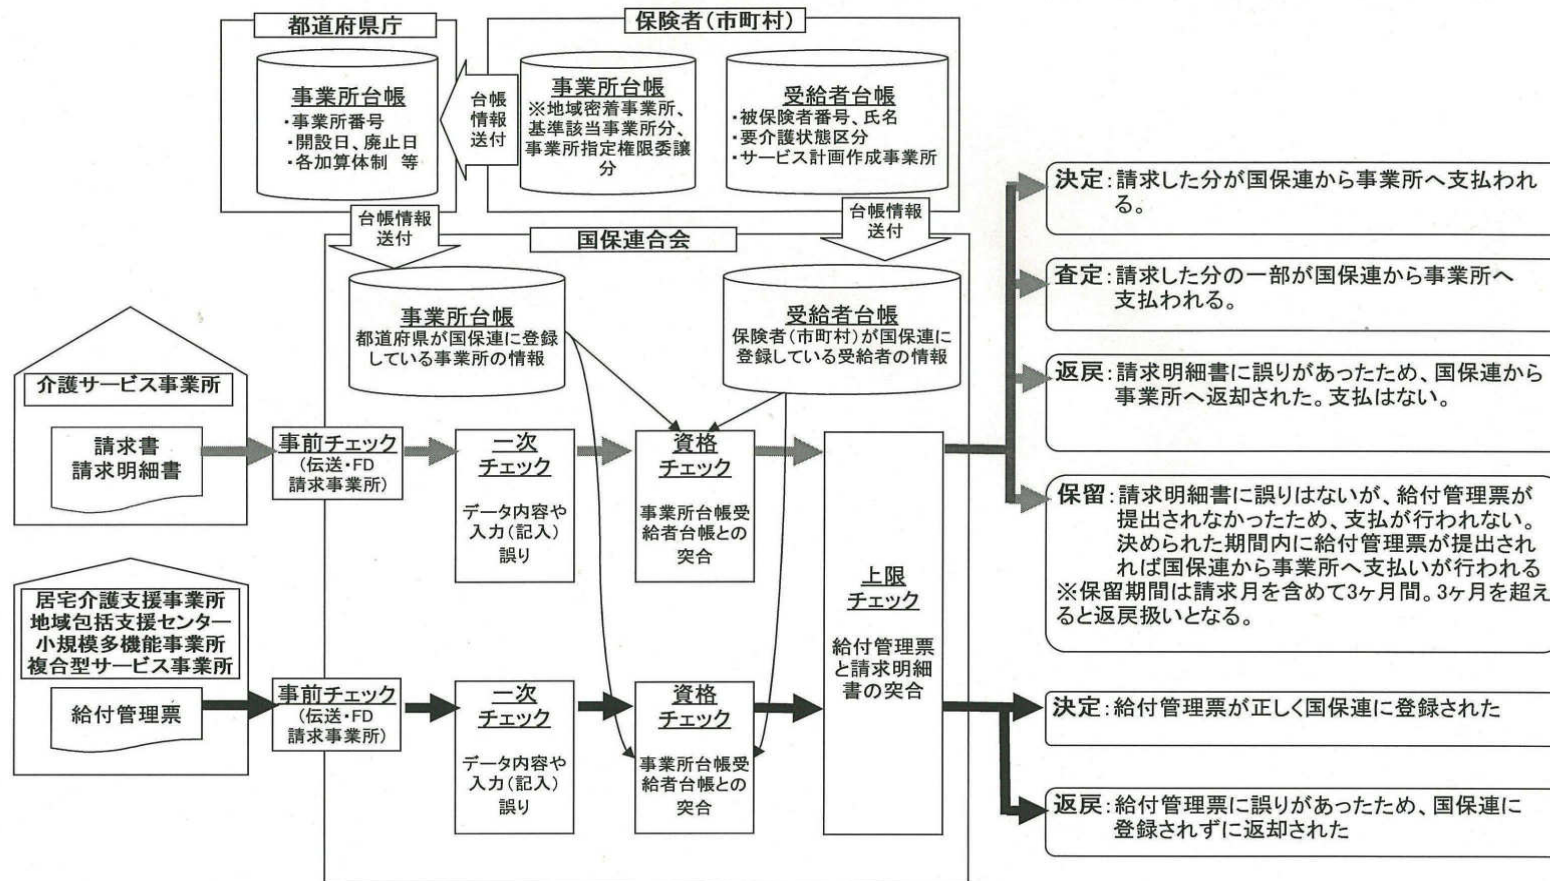 都道府県庁
事業所台帳
・事業所番号
・開設日、廃止日
・各加算体制 等
台帳
情報
送付
保険者(市町村)
事業所台帳
※地域密着事業所、
基準該当事業所分、
事業所指定権限委譲
分
受給者台帳
・被保険者番号、氏名
・要介護状態区分
・サービス計画作成事業所
台帳情報
送付
台帳情報
送付
国保連合会
事業所台帳
都道府県が国保連に登録
している事業所の情報
受給者台帳
保険者(市町村)が国保連に
登録している受給者の情報
介護サービス事業所
請求書
請求明細書
事前チェック
(伝送・FD
請求事業所)
一次
チェック
データ内容や
入力(記入)
誤り
資格
チェック
事業所台帳受
給者台帳との
突合
居宅介護支援事業所
地域包括支援センター
小規模多機能事業所
複合型サービス事業所
給付管理票
事前チェック
(伝送・FD
請求事業所)
一次
チェック
データ内容や
入力(記入)
誤り
資格
チェック
事業所台帳受
給者台帳との
突合
上限
チェック
給付管理票
と請求明細
書の突合
決定:請求した分が国保連から事業所へ支払われ
る。
査定:請求した分の一部が国保連から事業所へ
支払われる。
返戻:請求明細書に誤りがあったため、国保連から
事業所へ返却された。支払はない。
保留:請求明細書に誤りはないが、給付管理票が
提出されなかったため、支払が行われない。
決められた期間内に給付管理票が提出され
れば国保連から事業所へ支払いが行われる
※保留期間は請求月を含めて3ヶ月間。3ヶ月を超え
ると返戻扱いとなる。
決定:給付管理票が正しく国保連に登録された
返戻:給付管理票に誤りがあったため、国保連に
登録されずに返却された